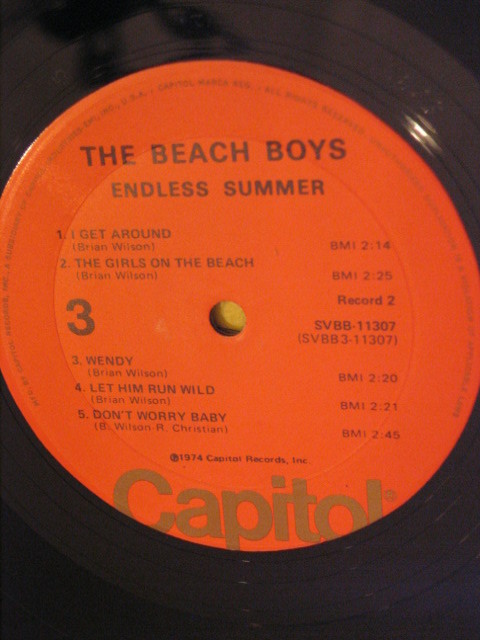 THE BEACH BOYS
ENDLESS SUMMER
1. I GET AROUND
(Brian Wilson) BMI 2:14
2. THE GIRLS ON THE BEACH
(Brian Wilson) BMI 2:25
Record 2
3
SVBB-11307
(SVBB3-11307)
3. WENDY
(Brian Wilson) BMI 2:20
4. LET HIM RUN WILD
(Brian Wilson) BMI 2:21
5. DON'T WORRY BABY
(B. Wilson-R. Christian) BMI 2:45
℗1974 Capitol Records, Inc.
Capitol®